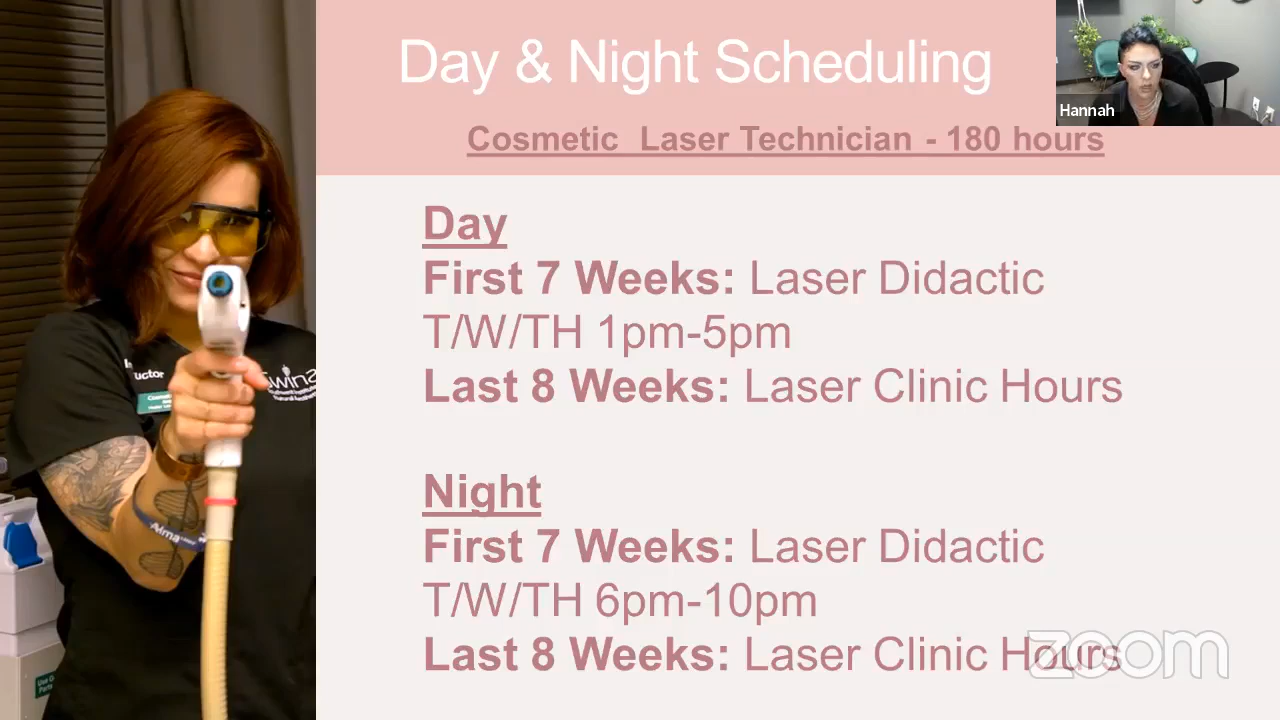 Day & Night Scheduling
Hannah
Cosmetic Laser Technician - 180 hours
Day
First 7 Weeks: Laser Didactic
T/W/TH 1pm-5pm
Last 8 Weeks: Laser Clinic Hours
Night
First 7 Weeks: Laser Didactic
T/W/TH 6pm-10pm
Last 8 Weeks: Laser Clinic Hours
zoom
Alma